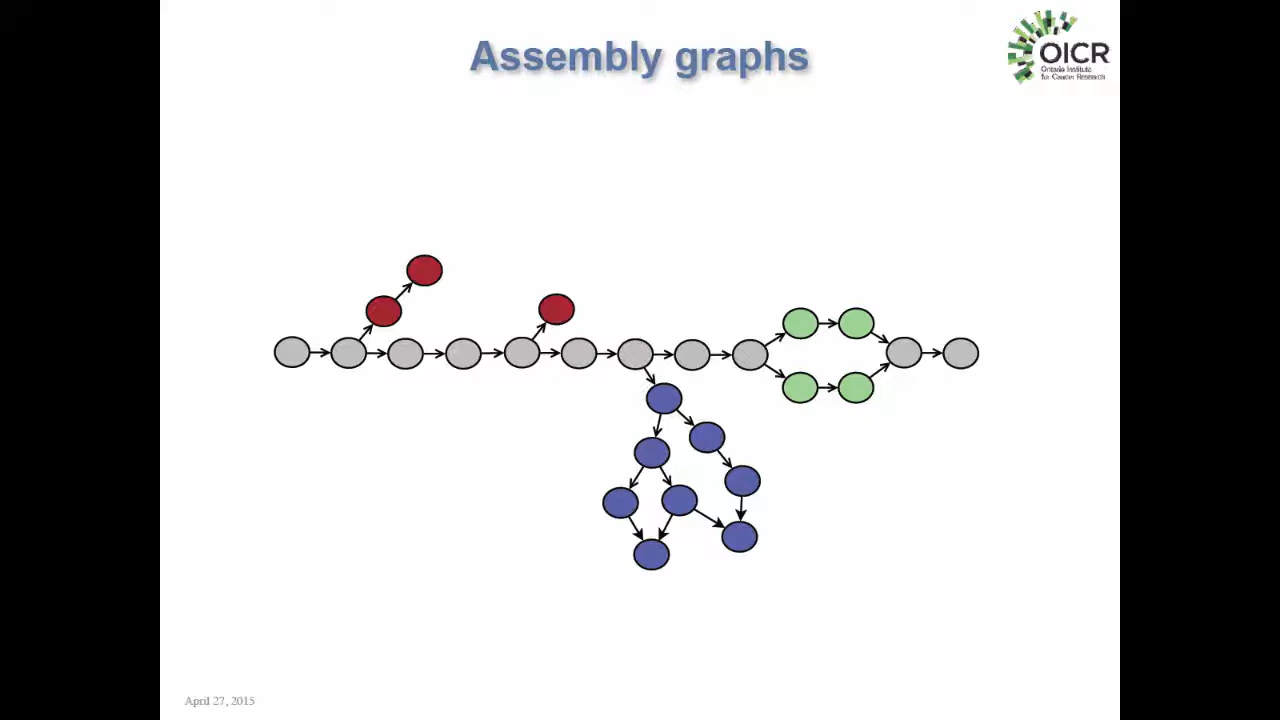 Assembly graphs
OICR
Ontario Institute
for Cancer Research
April 27, 2015